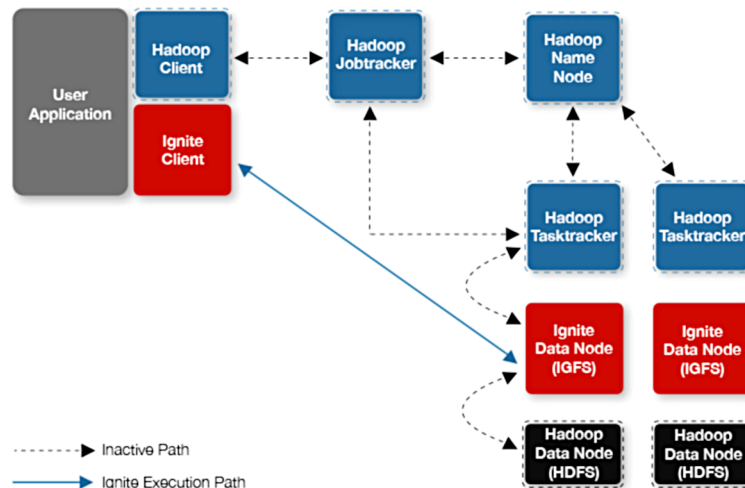 User
Application
Hadoop
Client
Ignite
Client
Hadoop
Jobtracker
Hadoop
Name
Node
Hadoop
Tasktracker
Hadoop
Tasktracker
Ignite
Data Node
(IGFS)
Ignite
Data Node
(IGFS)
Hadoop
Data Node
(HDFS)
Hadoop
Data Node
(HDFS)
Inactive Path
Ignite Execution Path